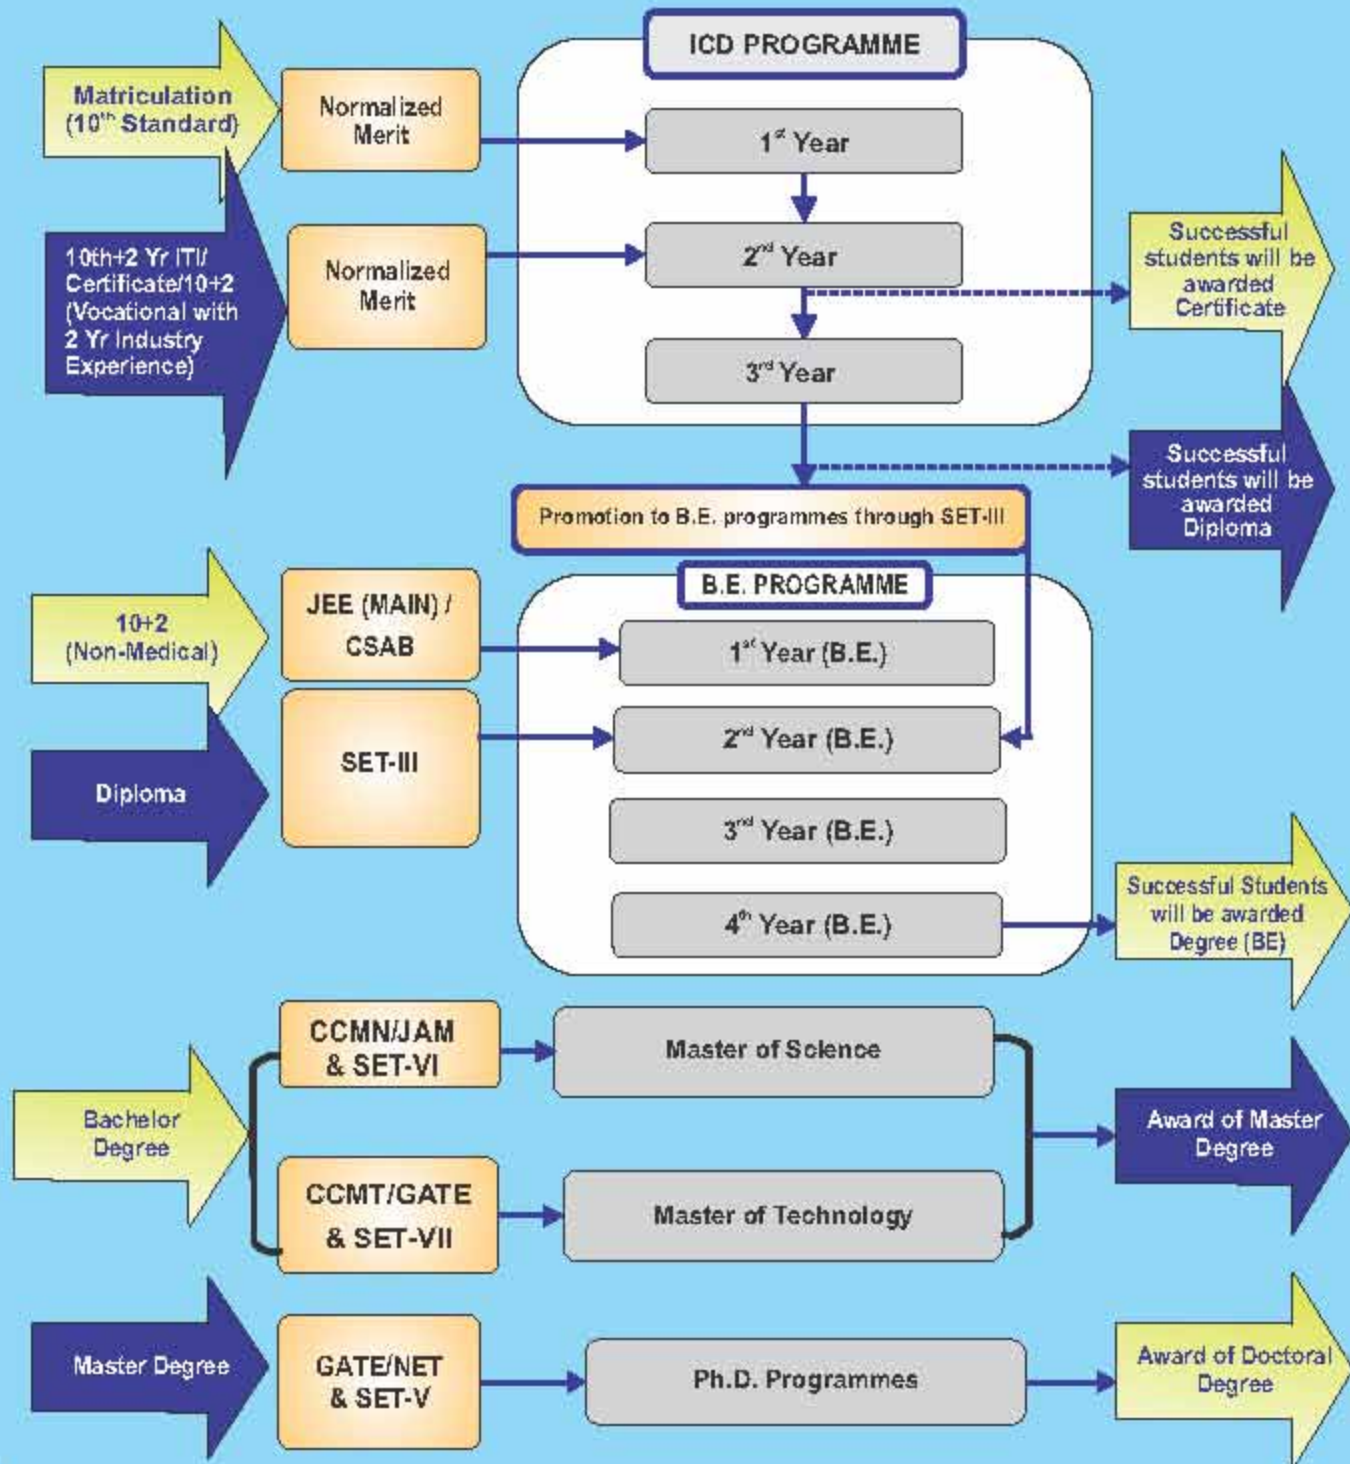 ICD PROGRAMME
Matriculation
(10th Standard)
Normalized
Merit
1st Year
10th+2 Yr ITI/
Certificate/10+2
(Vocational with
2 Yr Industry
Experience)
Normalized
Merit
2nd Year
Successful
students will be
awarded
Certificate
3rd Year
Successful
students will be
awarded
Diploma
Promotion to B.E. programmes through SET-III
B.E. PROGRAMME
10+2
(Non-Medical)
JEE (MAIN) /
CSAB
1st Year (B.E.)
Diploma
SET-III
2nd Year (B.E.)
3rd Year (B.E.)
4th Year (B.E.)
Successful Students
will be awarded
Degree (BE)
Bachelor
Degree
CCMN/JAM
& SET-VI
Master of Science
CCMT/GATE
& SET-VII
Master of Technology
Award of Master
Degree
Master Degree
GATE/NET
& SET-V
Ph.D. Programmes
Award of Doctoral
Degree